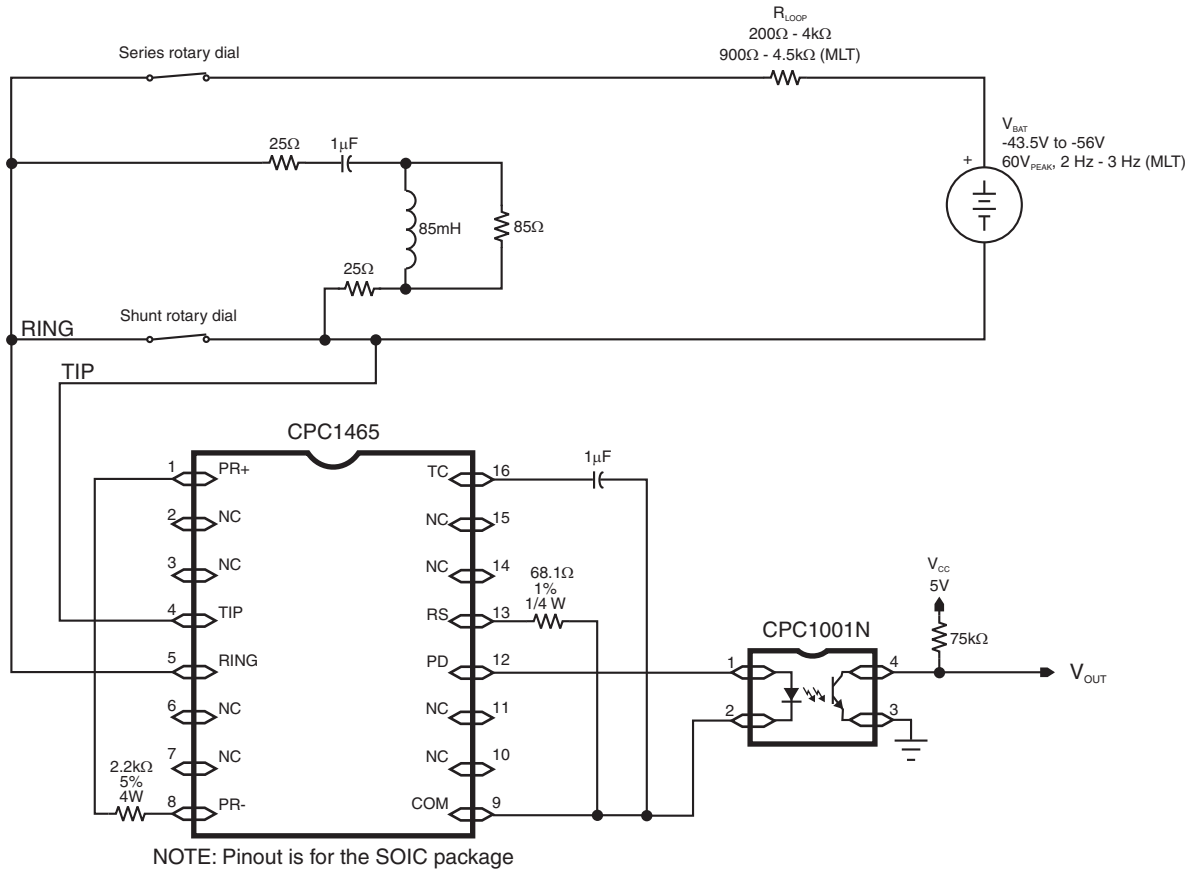 R_LOOP
200Ω - 4kΩ
900Ω - 4.5kΩ (MLT)
Series rotary dial
V_BAT
-43.5V to -56V
60V_PEAK, 2 Hz - 3 Hz (MLT)
+
25Ω
1μF
85mH
85Ω
25Ω
Shunt rotary dial
RING
TIP
CPC1465
1
PR+
2
NC
3
NC
4
TIP
5
RING
6
NC
7
NC
8
PR-
2.2kΩ
5%
4W
TC
16
NC
15
NC
14
RS
13
PD
12
NC
11
NC
10
COM
9
1μF
68.1Ω
1%
1/4 W
CPC1001N
1
2
4
3
V_CC
5V
75kΩ
V_OUT
NOTE: Pinout is for the SOIC package